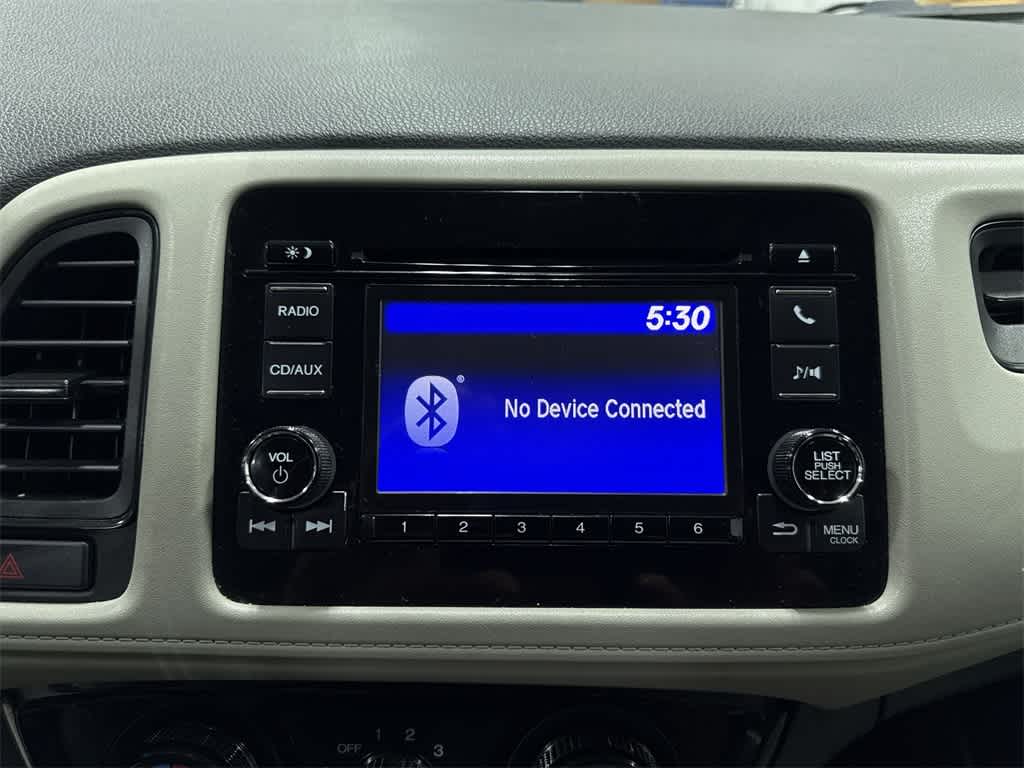 RADIO
CD/AUX
5:30
®
No Device Connected
VOL
LIST
PUSH
SELECT
1 2 3 4 5 6
MENU
CLOCK
OFF 1 2 3